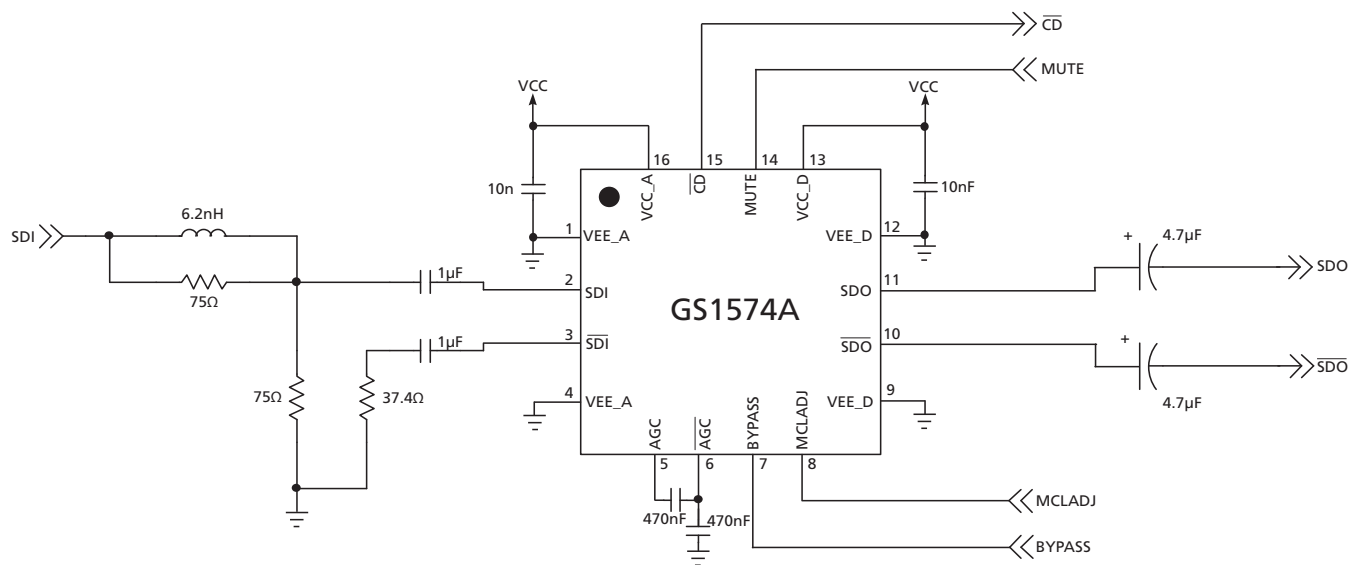 CD
MUTE
VCC
VCC
16
15
14
13
10n
10nF
VCC_A
CD
MUTE
VCC_D
6.2nH
SDI
1
VEE_A
VEE_D
12
4.7µF
+
75Ω
1µF
2
SDI
SDO
11
SDO
GS1574A
1µF
3
SDI
SDO
10
+
SDO
75Ω
37.4Ω
4
VEE_A
VEE_D
9
4.7µF
AGC
AGC
BYPASS
MCLADJ
5
6
7
8
470nF
470nF
MCLADJ
BYPASS